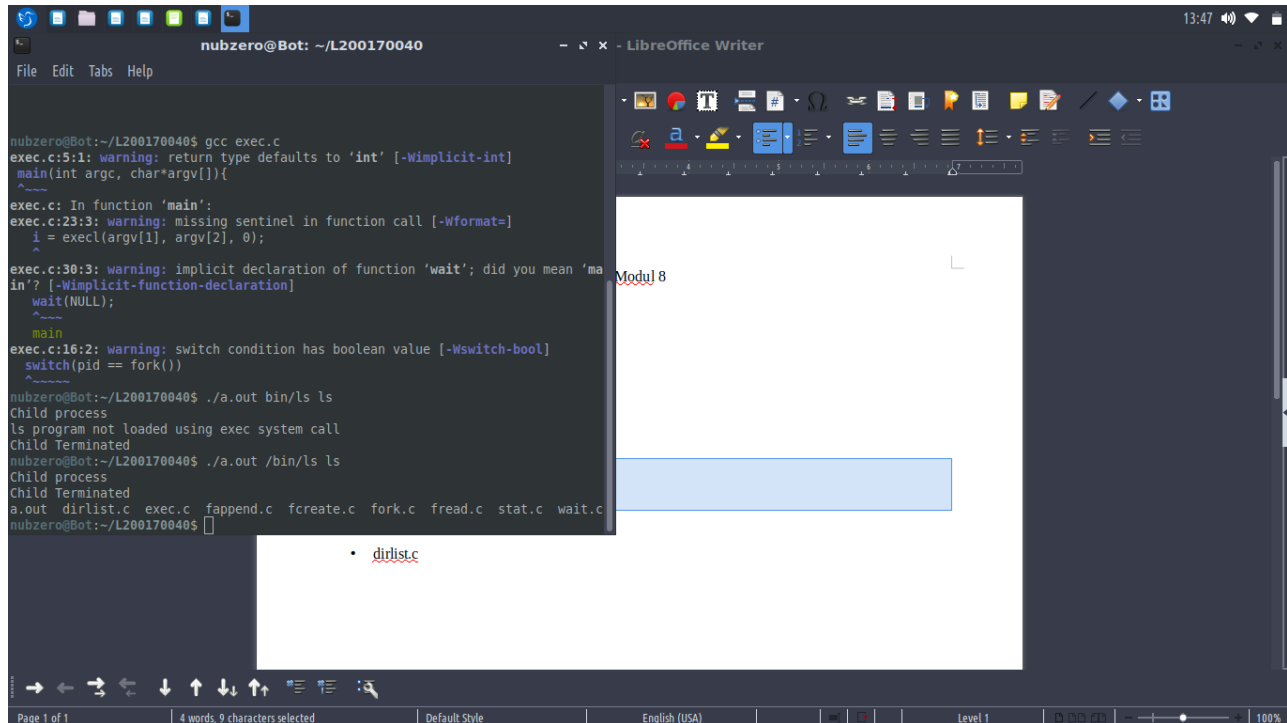 13:47
nubzero@Bot: ~/L200170040
- LibreOffice Writer
File Edit Tabs Help
nubzero@Bot:~/L200170040$ gcc exec.c
exec.c:5:1: warning: return type defaults to ‘int’ [-Wimplicit-int]
main(int argc, char*argv[]){
^~~~
exec.c: In function ‘main’:
exec.c:23:3: warning: missing sentinel in function call [-Wformat=]
i = execl(argv[1], argv[2], 0);
^
exec.c:30:3: warning: implicit declaration of function ‘wait’; did you mean ‘ma
in’? [-Wimplicit-function-declaration]
wait(NULL);
^~~~
main
exec.c:16:2: warning: switch condition has boolean value [-Wswitch-bool]
switch(pid == fork())
^~~~~~
nubzero@Bot:~/L200170040$ ./a.out bin/ls ls
Child process
ls program not loaded using exec system call
Child Terminated
nubzero@Bot:~/L200170040$ ./a.out /bin/ls ls
Child process
Child Terminated
a.out dirlist.c exec.c fappend.c fcreate.c fork.c fread.c stat.c wait.c
nubzero@Bot:~/L200170040$
4 5 6 7
Modul 8
• dirlist.c
Page 1 of 1 4 words, 9 characters selected Default Style English (USA) Level 1 100%